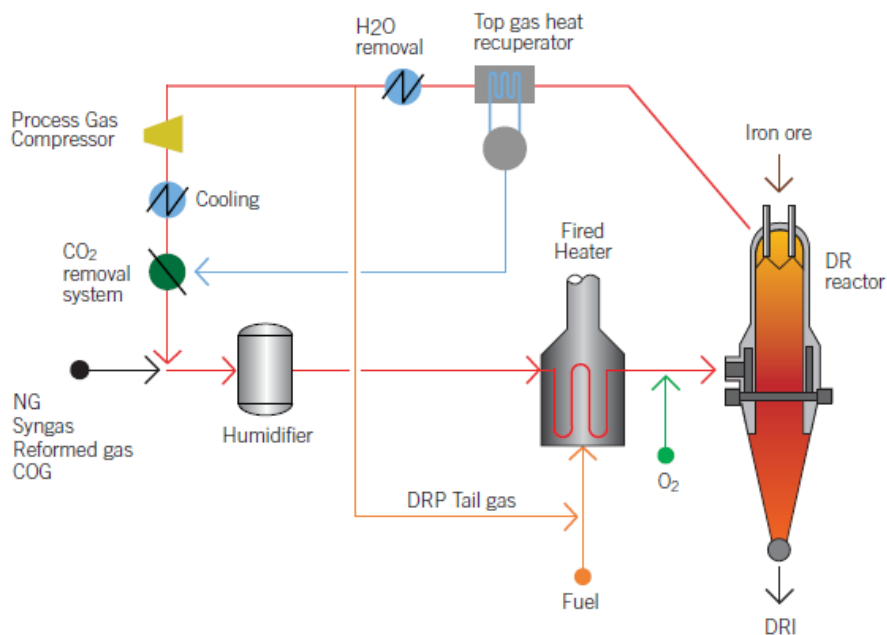 H2O
removal
Top gas heat
recuperator
Process Gas
Compressor
Iron ore
Cooling
Fired
Heater
CO2
removal
system
DR
reactor
NG
Syngas
Reformed gas
COG
Humidifier
O2
DRP Tail gas
Fuel
DRI